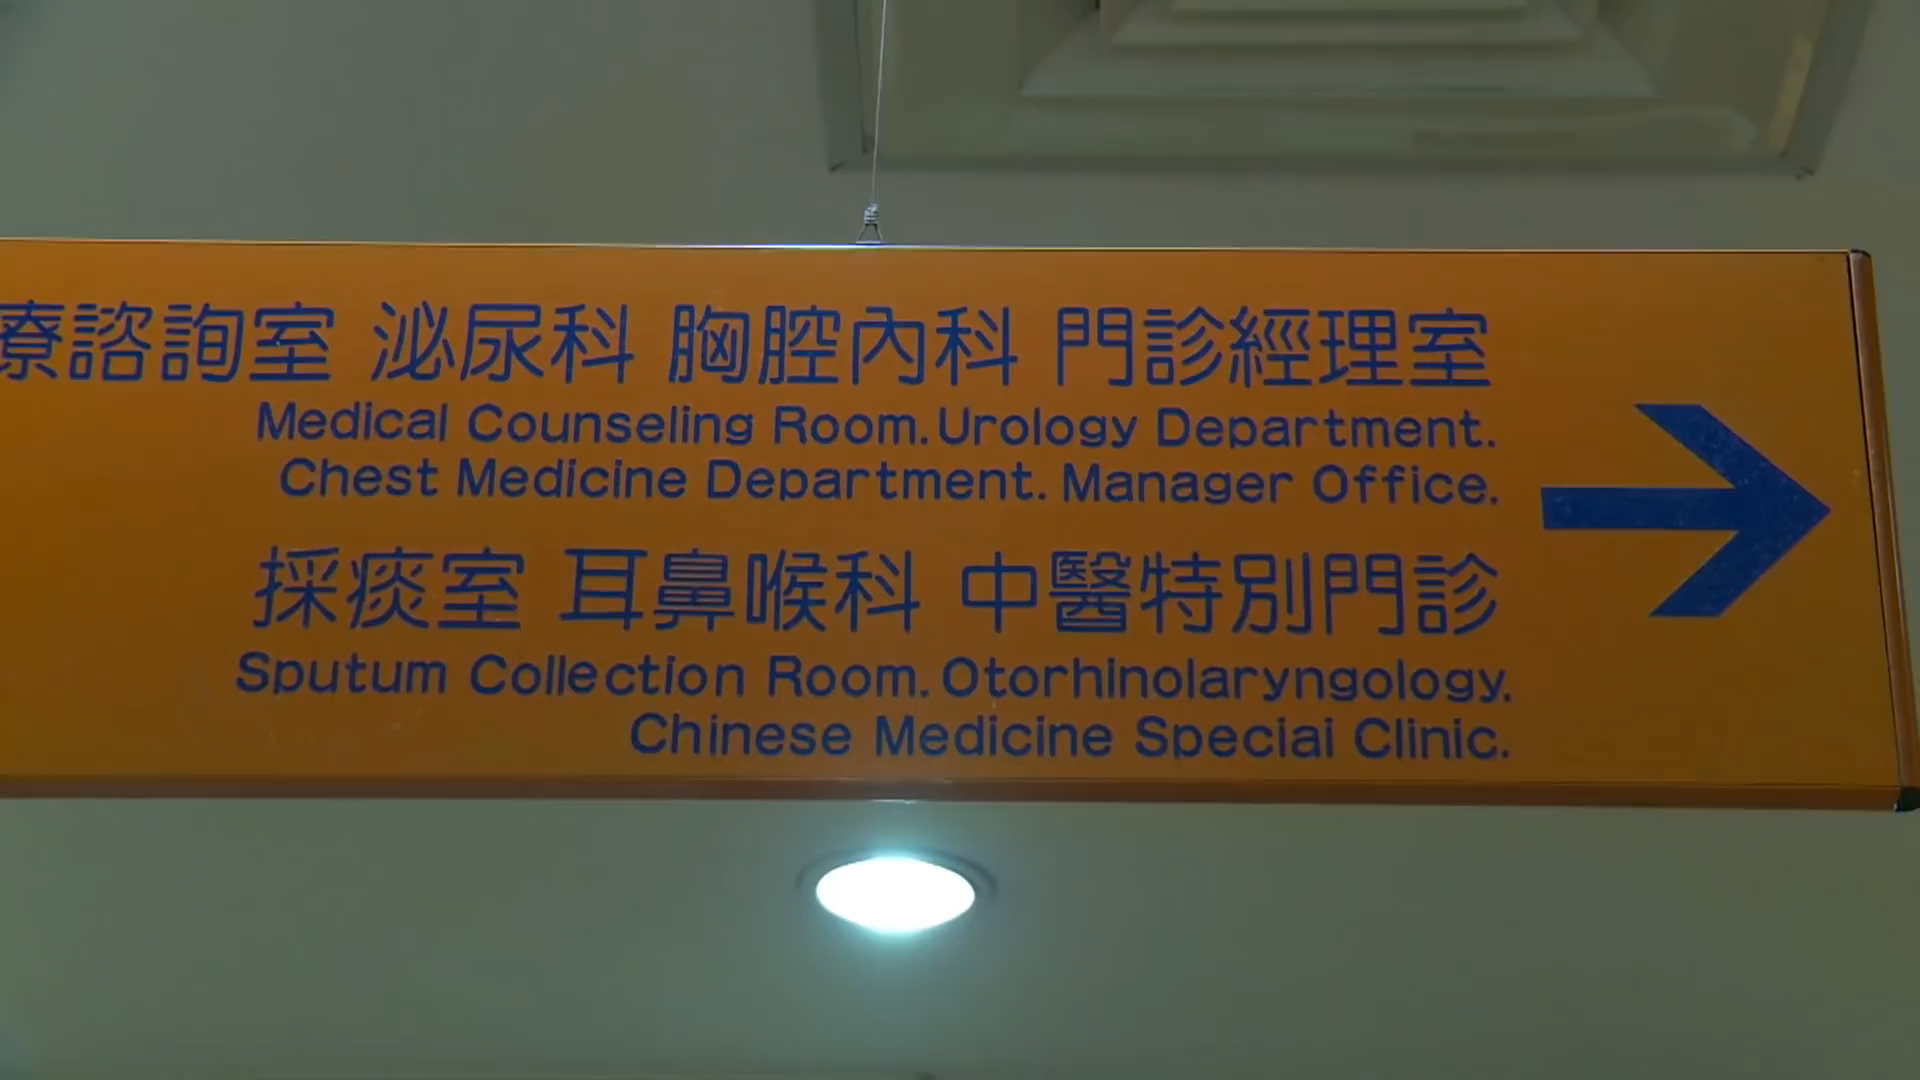 療諮詢室 泌尿科 胸腔內科 門診經理室
Medical Counseling Room. Urology Department.
Chest Medicine Department. Manager Office.
採痰室 耳鼻喉科 中醫特別門診
Sputum Collection Room. Otorhinolaryngology.
Chinese Medicine Special Clinic.